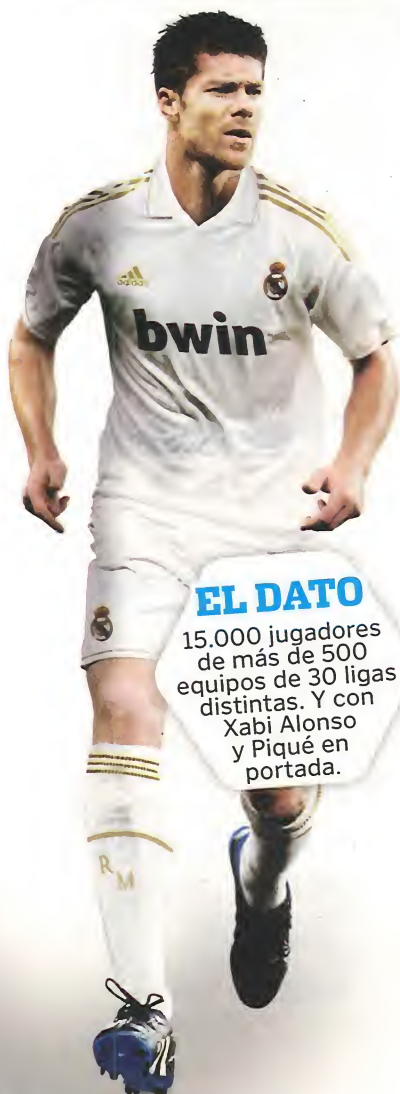 adidas
bwin
EL DATO
15.000 jugadores
de más de 500
equipos de 30 ligas
distintas. Y con
Xabi Alonso
y Piqué en
portada.
R
M